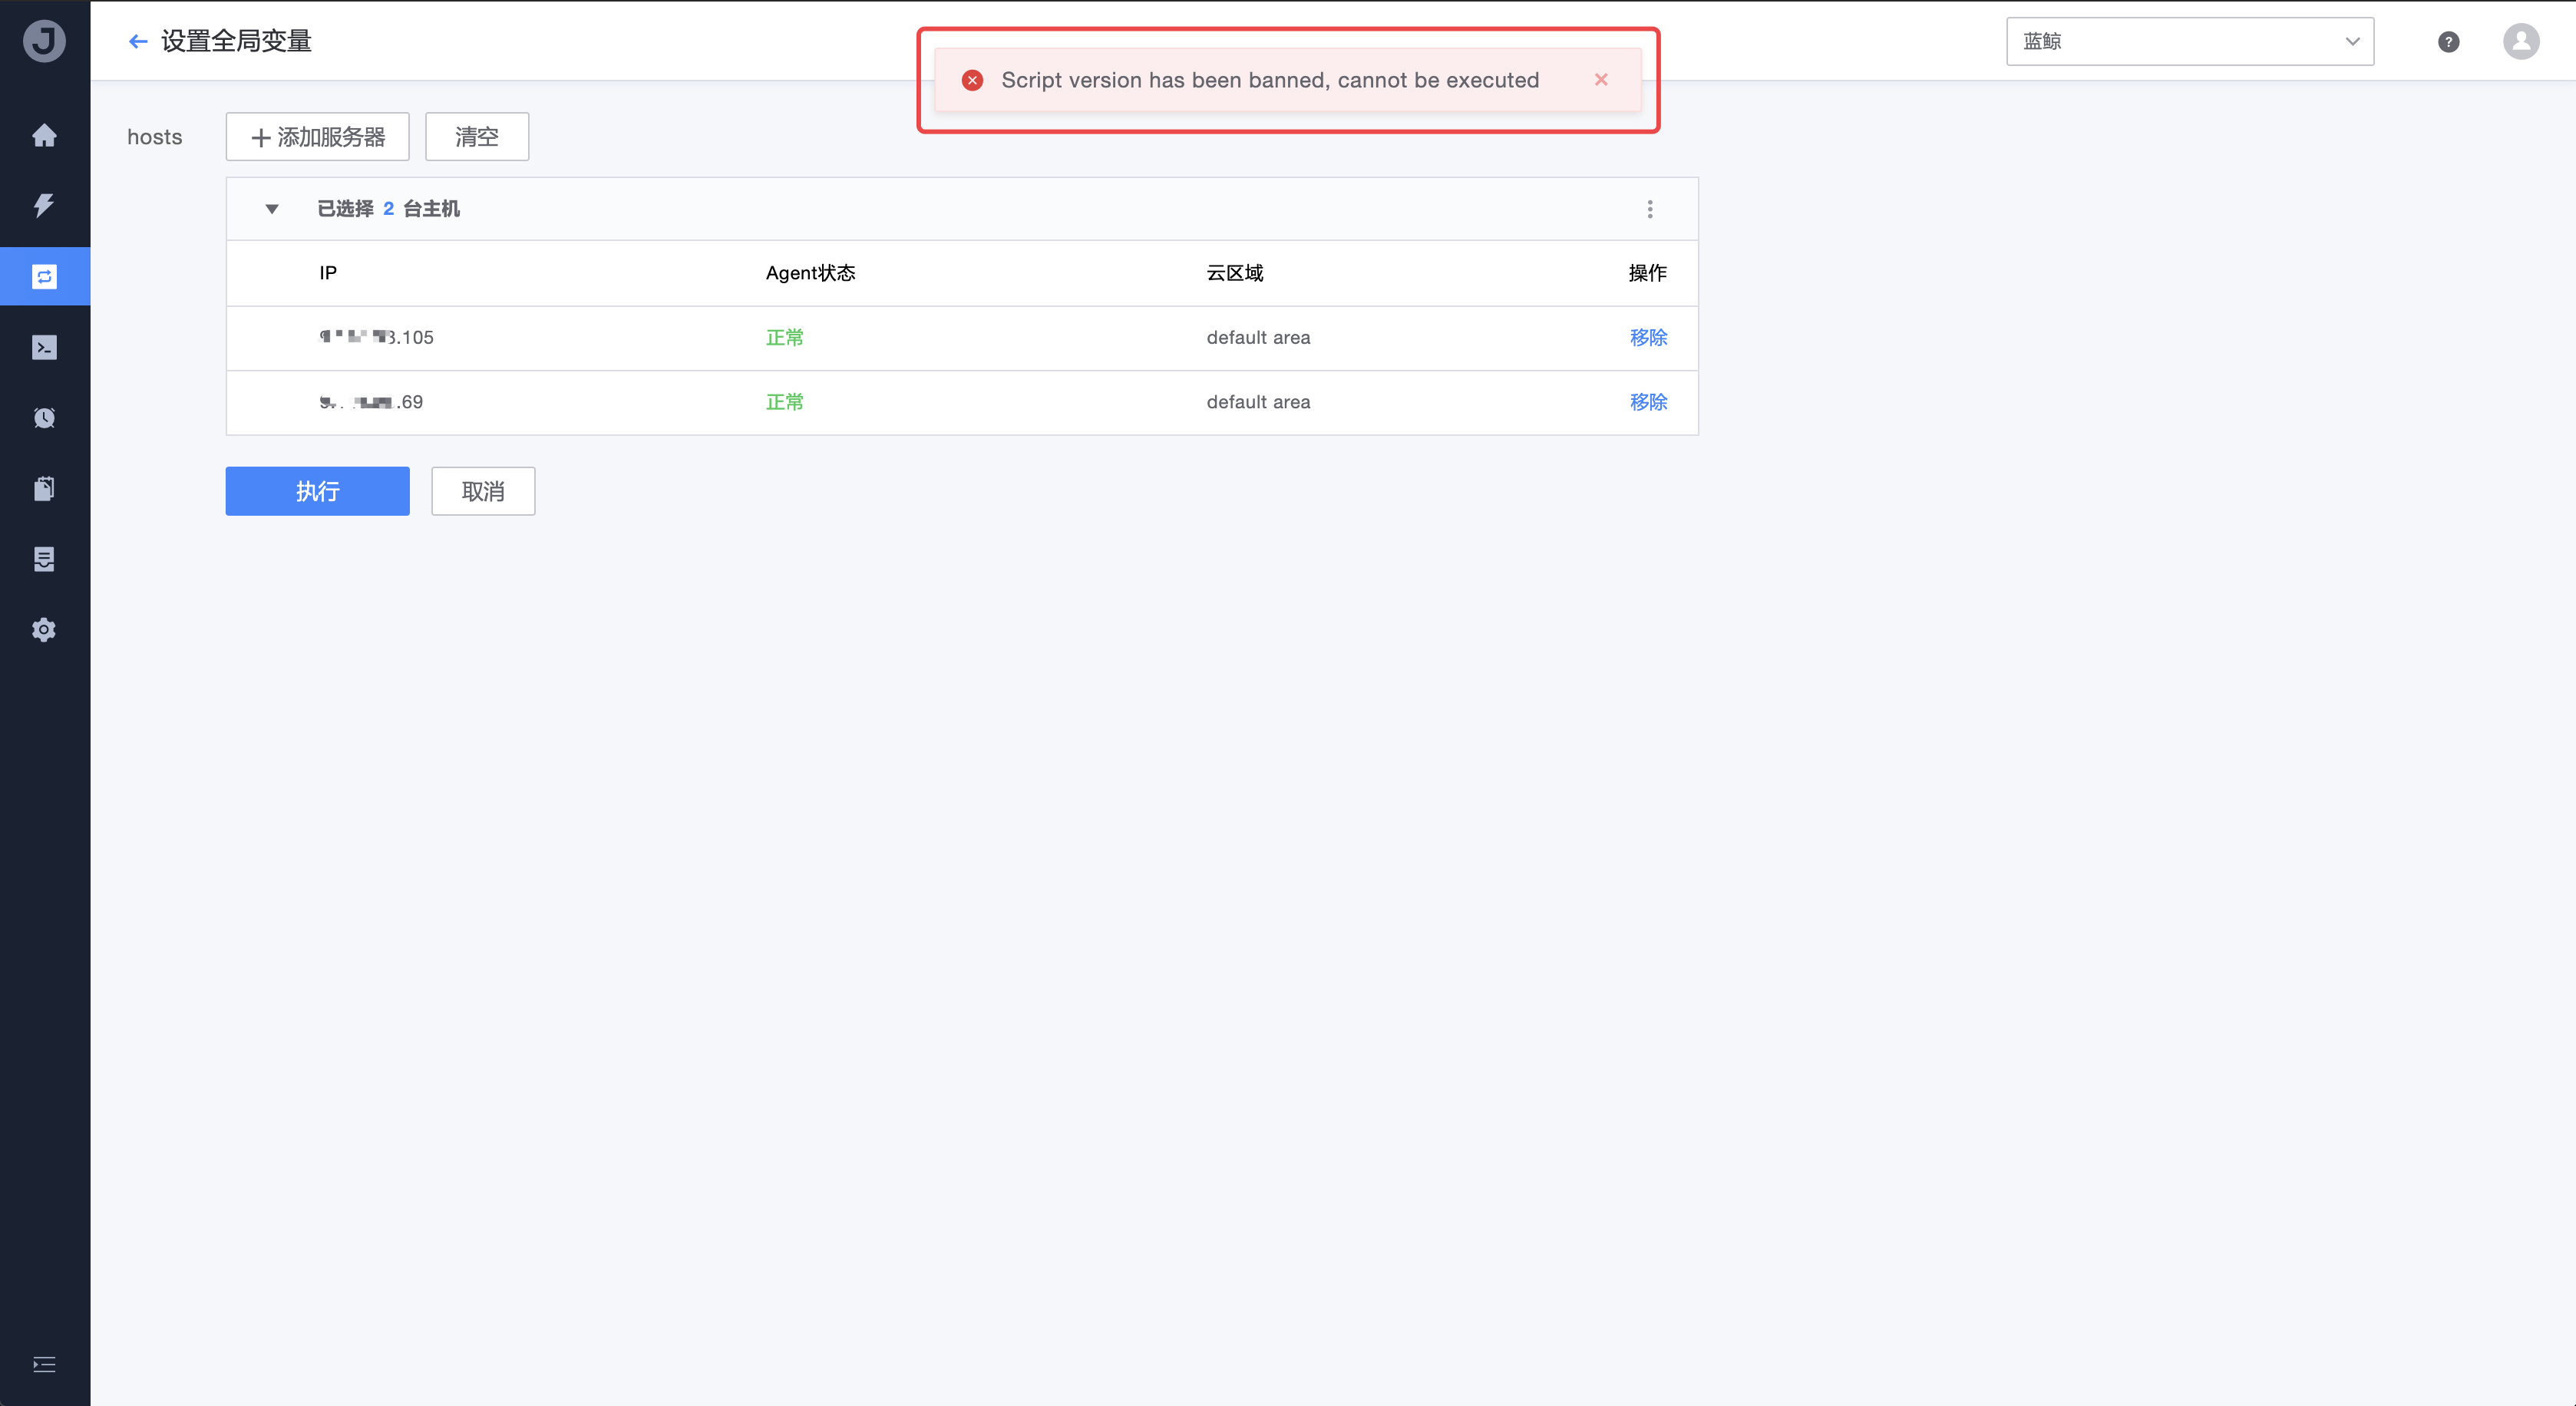 J
设置全局变量
Script version has been banned, cannot be executed
蓝鲸
?
hosts
添加服务器
清空
已选择 2 台主机
IP
Agent状态
云区域
操作
.105
正常
default area
移除
.69
正常
default area
移除
执行
取消